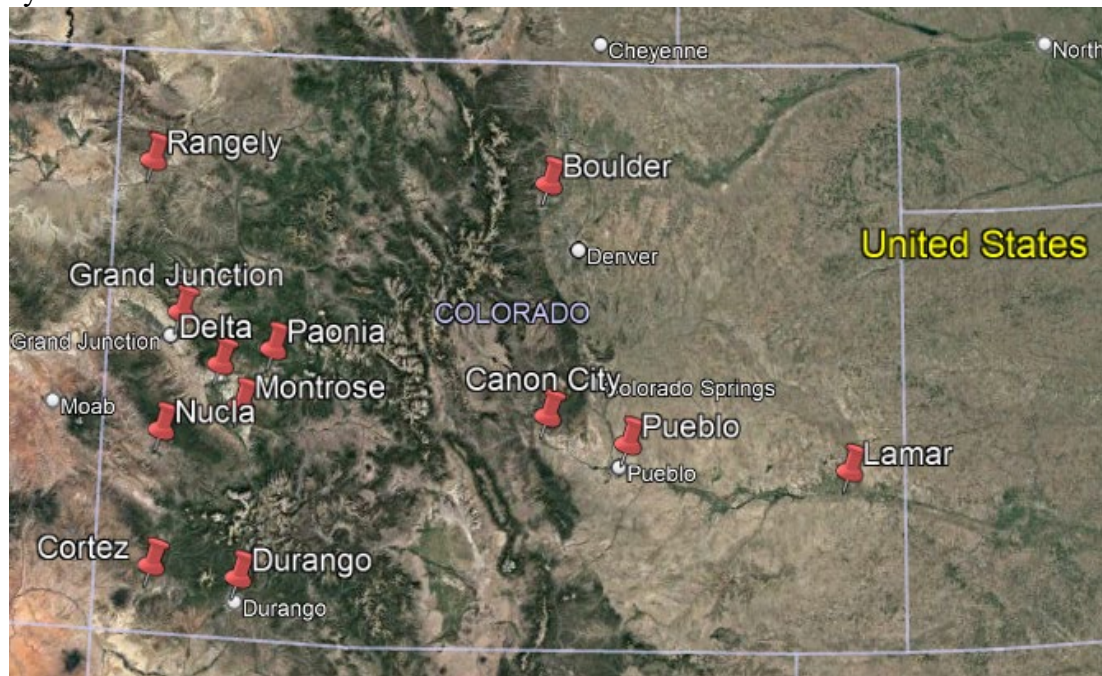 Cheyenne
North
Rangely
Boulder
United States
Denver
Grand Junction
COLORADO
Delta
Paonia
Grand Junction
Montrose
Canon City
Colorado Springs
Moab
Nucla
Pueblo
Lamar
Pueblo
Cortez
Durango
Durango